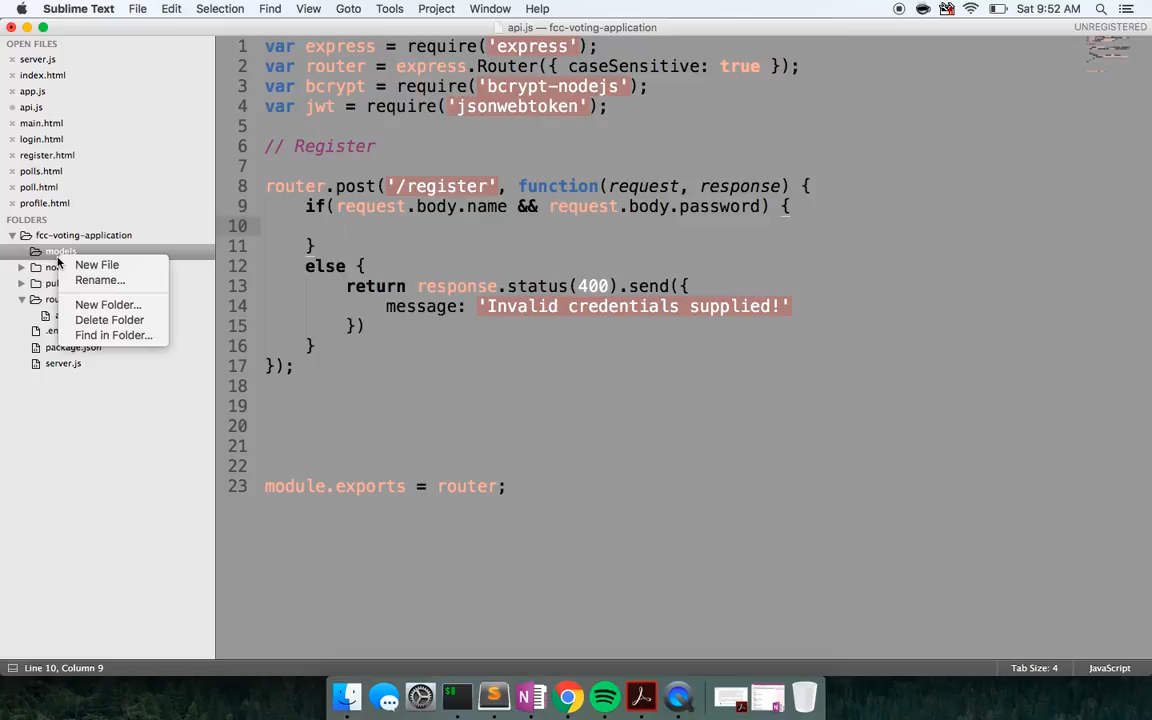 Sublime Text File Edit Selection Find View Goto Tools Project Window Help Sat 9:52 AM
api.js — fcc-voting-application UNREGISTERED
OPEN FILES
server.js
index.html
app.js
api.js
main.html
login.html
register.html
polls.html
poll.html
profile.html
FOLDERS
fcc-voting-application
models
no
pu
rou
.en
package.json
server.js
New File
Rename...
New Folder...
Delete Folder
Find in Folder...
1 var express = require('express');
2 var router = express.Router({ caseSensitive: true });
3 var bcrypt = require('bcrypt-nodejs');
4 var jwt = require('jsonwebtoken');
5
6 // Register
7
8 router.post('/register', function(request, response) {
9 if(request.body.name && request.body.password) {
10
11 }
12 else {
13 return response.status(400).send({
14 message: 'Invalid credentials supplied!'
15 })
16 }
17 });
18
19
20
21
22
23 module.exports = router;
Line 10, Column 9 Tab Size: 4 JavaScript